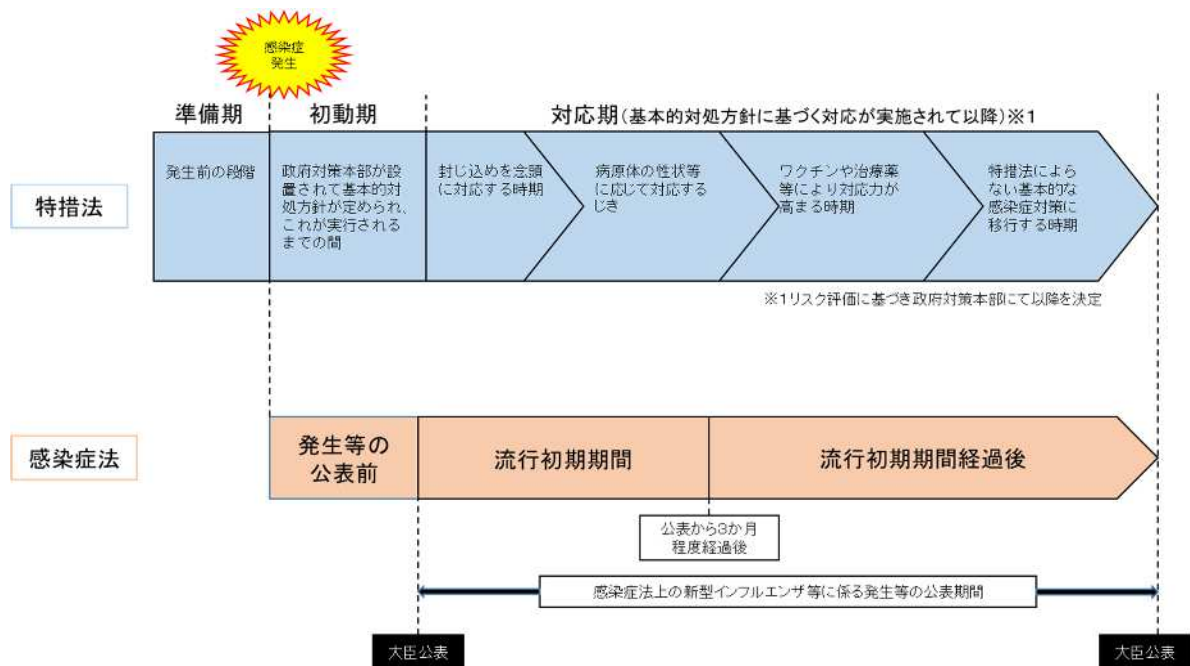 感染症
発生
準備期
初動期
対応期(基本的対処方針に基づく対応が実施されて以降)※1
特措法
発生前の段階
政府対策本部が設
置されて基本的対
処方針が定められ、
これが実行される
までの間
封じ込めを念頭
に対応する時期
病原体の性状等
に応じて対応する
じき
ワクチンや治療薬
等により対応力が
高まる時期
特措法によら
ない基本的な
感染症対策に
移行する時期
※1リスク評価に基づき政府対策本部にて以降を決定
感染症法
発生等の
公表前
流行初期期間
流行初期期間経過後
公表から3か月
程度経過後
感染症法上の新型インフルエンザ等に係る発生等の公表期間
大臣公表
大臣公表